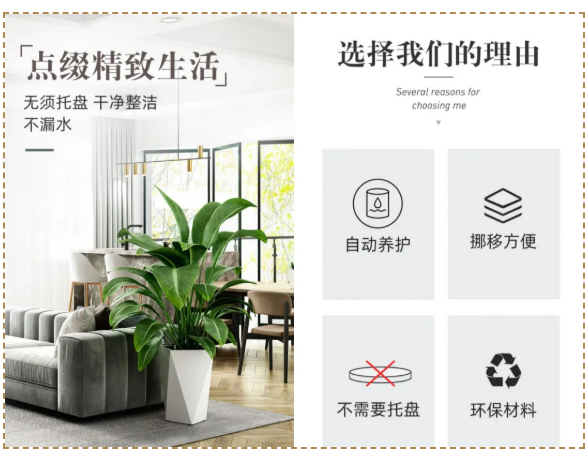 点缀精致生活
无须托盘 干净整洁
不漏水
选择我们的理由
Several reasons for
choosing me
自动养护
挪移方便
不需要托盘
环保材料